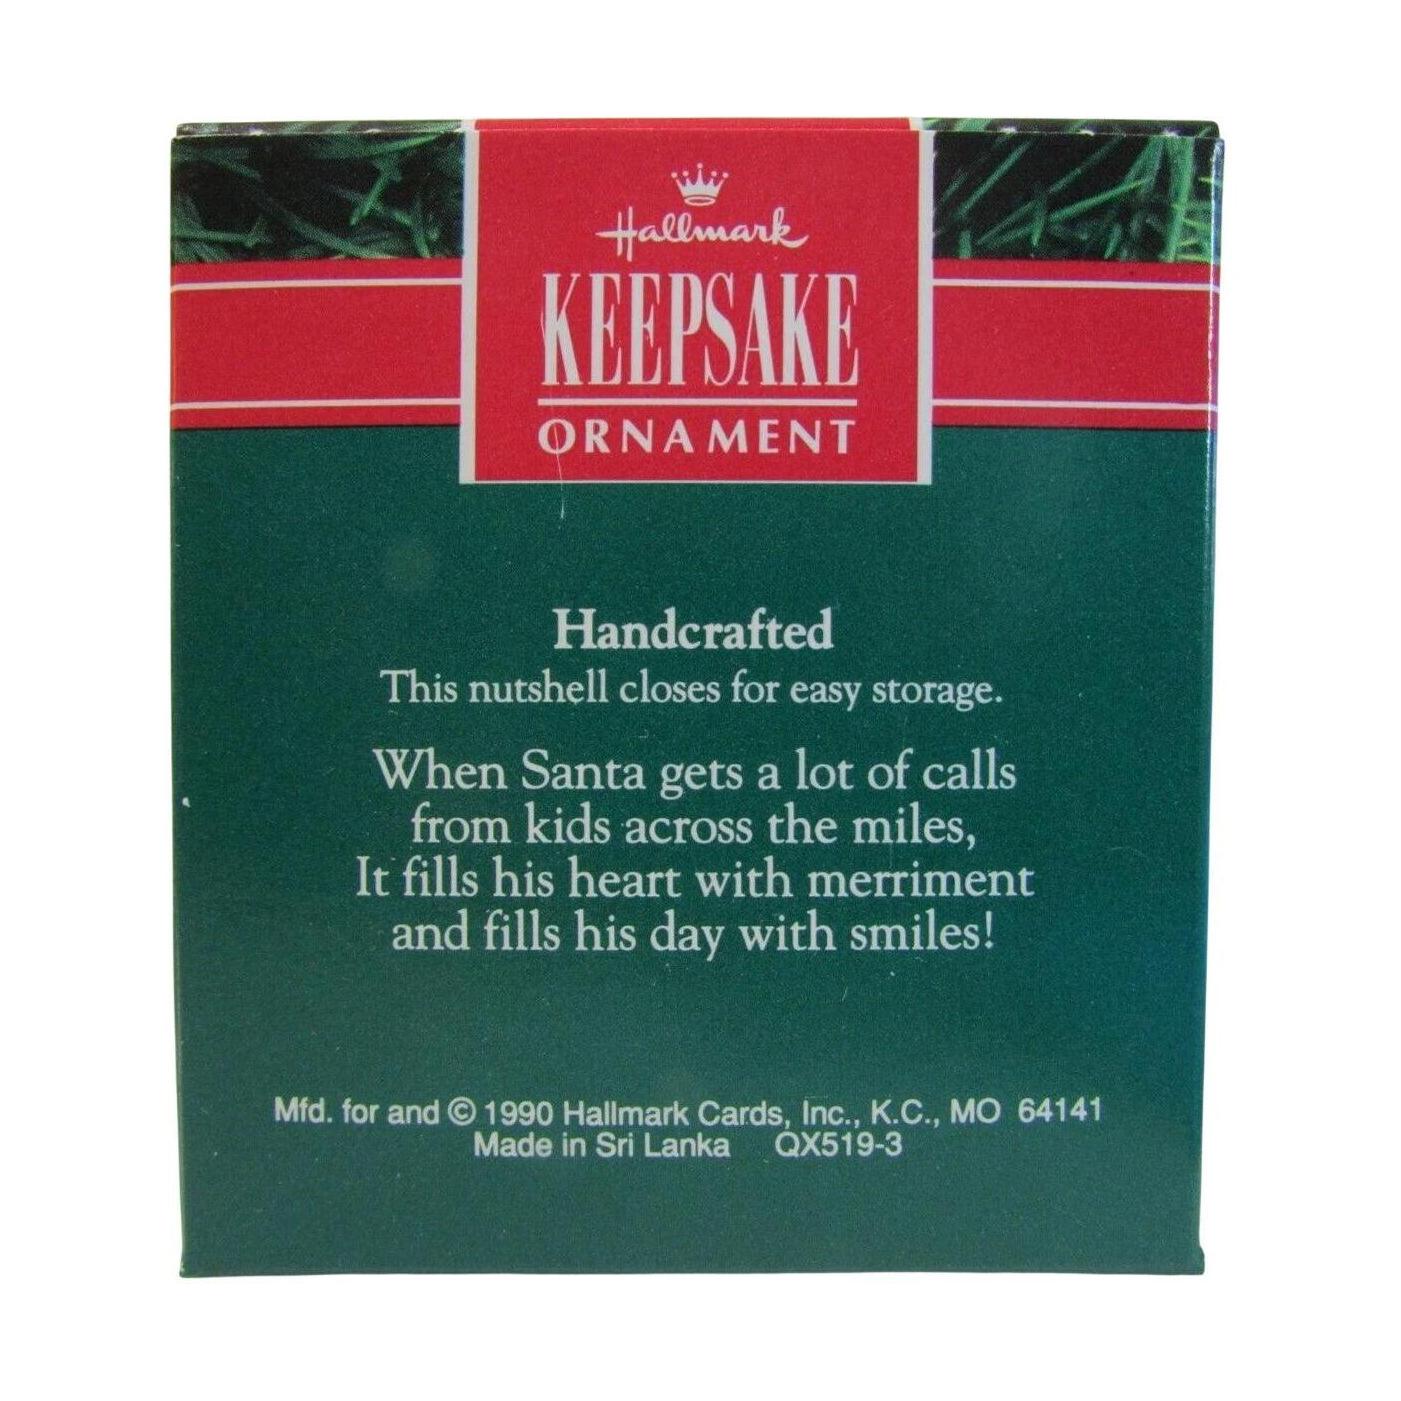 Hallmark
KEEPSAKE
ORNAMENT
Handcrafted
This nutshell closes for easy storage.
When Santa gets a lot of calls
from kids across the miles,
It fills his heart with merriment
and fills his day with smiles!
Mfd. for and © 1990 Hallmark Cards, Inc., K.C., MO 64141
Made in Sri Lanka QX519-3